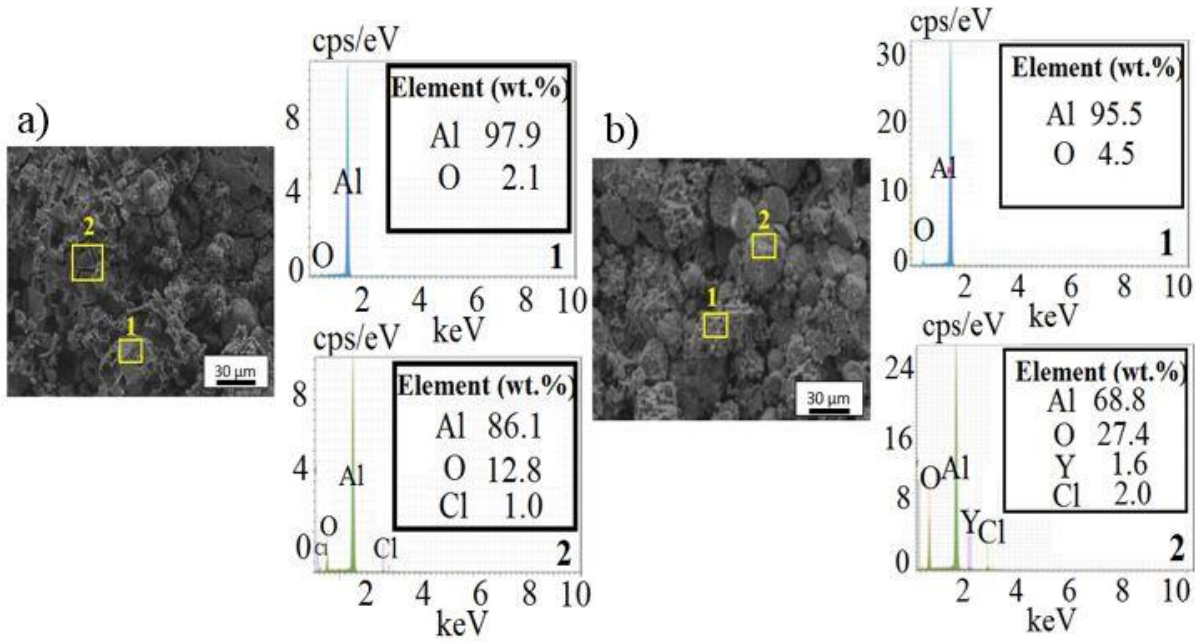 a)
2
1
30 µm
cps/eV
8
4
0
Element (wt.%)
Al 97.9
O 2.1
Al
O
1
2 4 6 8 10
keV
cps/eV
8
4
0
Element (wt.%)
Al 86.1
O 12.8
Cl 1.0
Al
O
Cl
Cl
2
2 4 6 8 10
keV
b)
2
1
30 µm
cps/eV
30
20
10
0
Element (wt.%)
Al 95.5
O 4.5
Al
O
1
2 4 6 8 10
keV
cps/eV
24
16
8
0
Element (wt.%)
Al 68.8
O 27.4
Y 1.6
Cl 2.0
O Al
Y Cl
2
2 4 6 8 10
keV